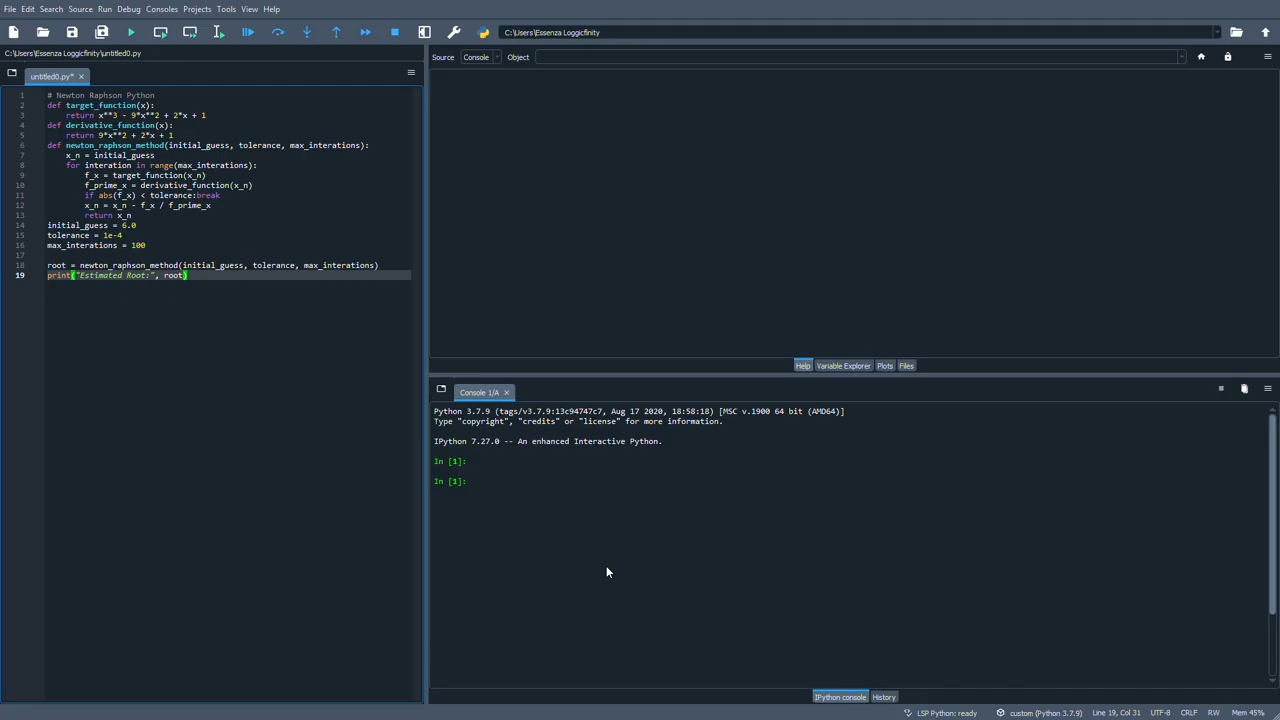 File Edit Search Source Run Debug Consoles Projects Tools View Help
C:\Users\Essenza Loggicfinity
C:\Users\Essenza Loggicfinity\untitled0.py
untitled0.py*
1 # Newton Raphson Python
2 def target_function(x):
3 return x**3 - 9*x**2 + 2*x + 1
4 def derivative_function(x):
5 return 9*x**2 + 2*x + 1
6 def newton_raphson_method(initial_guess, tolerance, max_interations):
7 x_n = initial_guess
8 for interation in range(max_interations):
9 f_x = target_function(x_n)
10 f_prime_x = derivative_function(x_n)
11 if abs(f_x) < tolerance:break
12 x_n = x_n - f_x / f_prime_x
13 return x_n
14 initial_guess = 6.0
15 tolerance = 1e-4
16 max_interations = 100
17
18 root = newton_raphson_method(initial_guess, tolerance, max_interations)
19 print("Estimated Root:", root)
Source Console Object
Help Variable Explorer Plots Files
Console 1/A
Python 3.7.9 (tags/v3.7.9:13c94747c7, Aug 17 2020, 18:58:18) [MSC v.1900 64 bit (AMD64)]
Type "copyright", "credits" or "license" for more information.
IPython 7.27.0 -- An enhanced Interactive Python.
In [1]:
In [1]:
IPython console History
LSP Python: ready custom (Python 3.7.9) Line 19, Col 31 UTF-8 CRLF RW Mem 45%